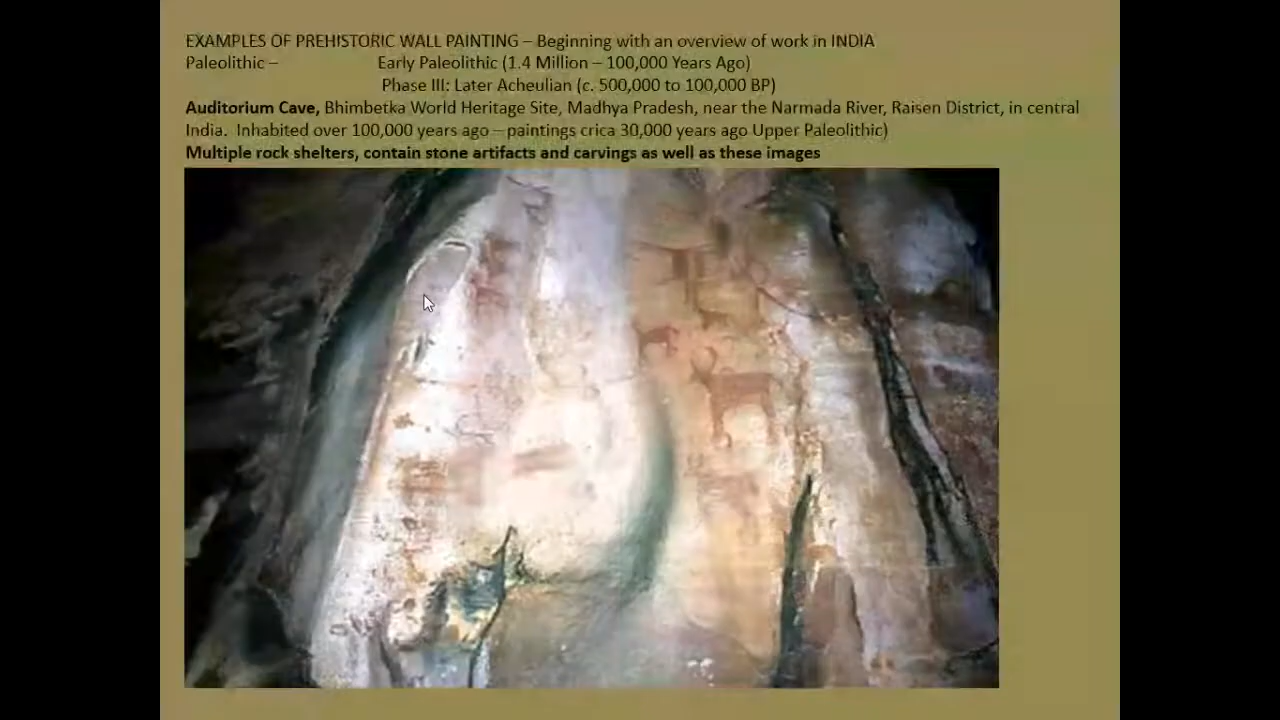 EXAMPLES OF PREHISTORIC WALL PAINTING – Beginning with an overview of work in INDIA
Paleolithic – Early Paleolithic (1.4 Million – 100,000 Years Ago)
Phase III: Later Acheulian (c. 500,000 to 100,000 BP)
Auditorium Cave, Bhimbetka World Heritage Site, Madhya Pradesh, near the Narmada River, Raisen District, in central
India. Inhabited over 100,000 years ago – paintings crica 30,000 years ago Upper Paleolithic)
Multiple rock shelters, contain stone artifacts and carvings as well as these images